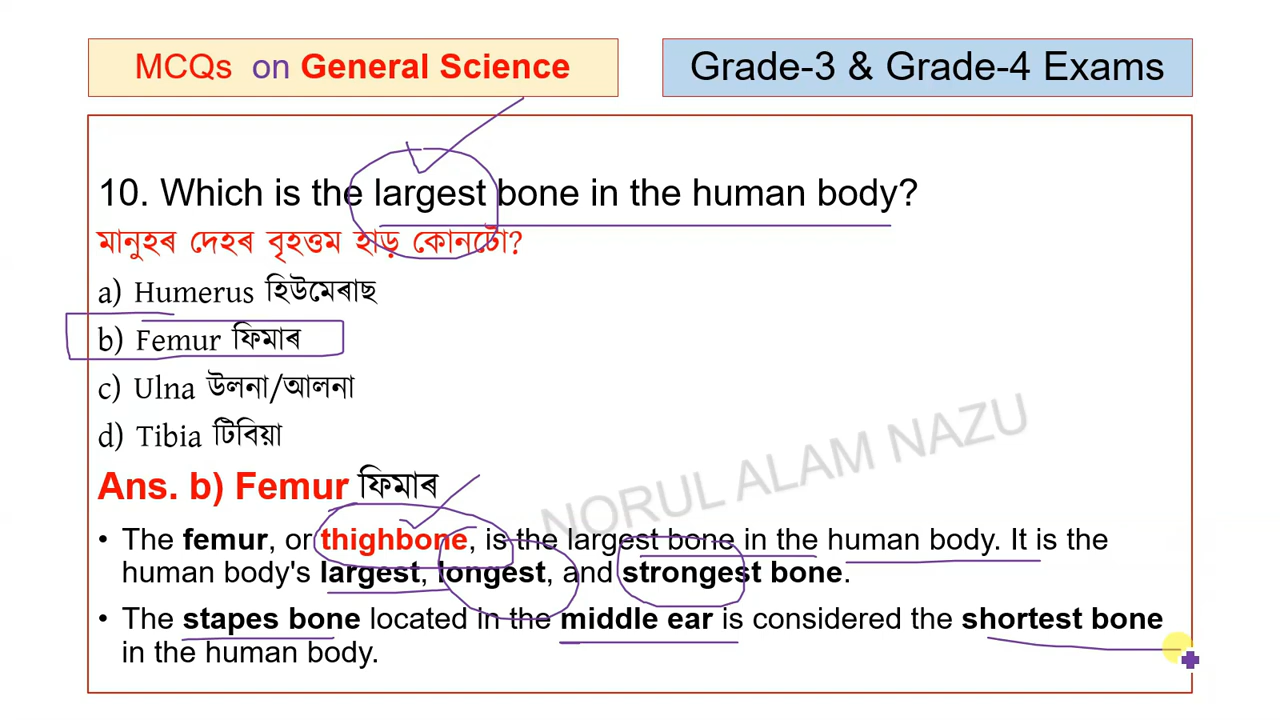 MCQs on General Science
Grade-3 & Grade-4 Exams
10. Which is the largest bone in the human body?
মানুহৰ দেহৰ বৃহত্তম হাড় কোনটো?
a) Humerus হিউমেৰাছ
b) Femur ফিমাৰ
c) Ulna উলনা/আলনা
d) Tibia টিবিয়া
Ans. b) Femur ফিমাৰ
• The femur, or thighbone, is the largest bone in the human body. It is the
human body's largest, longest, and strongest bone.
• The stapes bone located in the middle ear is considered the shortest bone
in the human body.
NORUL ALAM NAZU